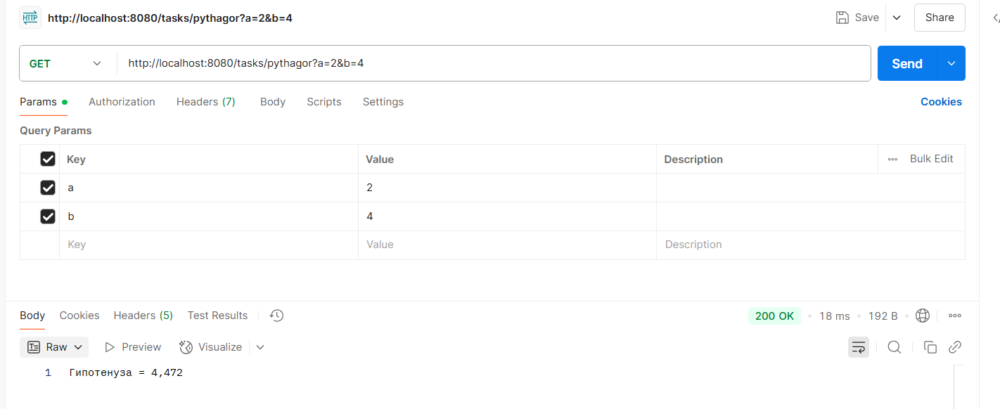 HTTP http://localhost:8080/tasks/pythagor?a=2&b=4 Save Share
GET http://localhost:8080/tasks/pythagor?a=2&b=4 Send
Params Authorization Headers (7) Body Scripts Settings Cookies
Query Params
Key Value Description Bulk Edit
a 2
b 4
Key Value Description
Body Cookies Headers (5) Test Results 200 OK 18 ms 192 B
Raw Preview Visualize
1 Гипотенуза = 4,472